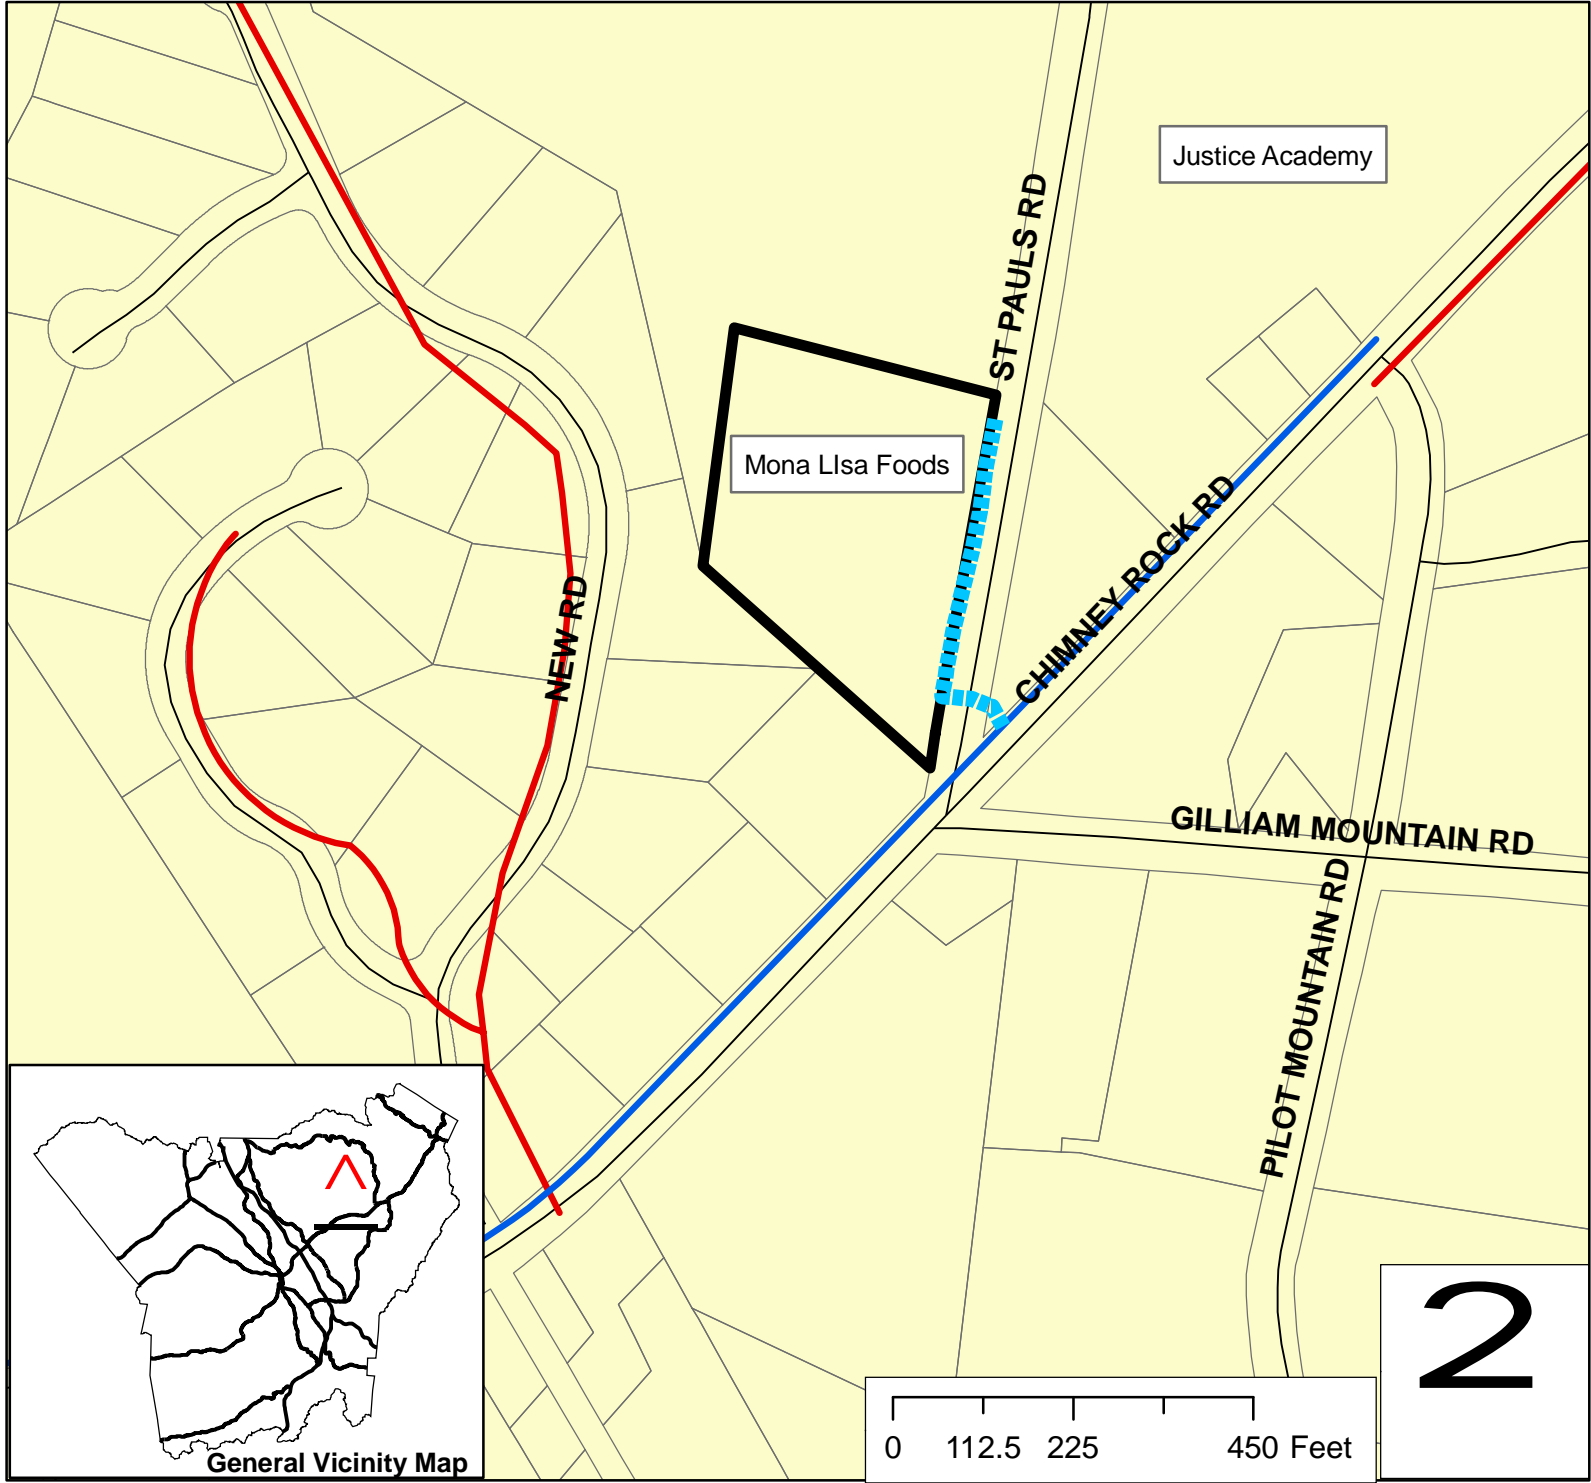 Justice Academy
ST PAULS RD
Mona LIsa Foods
CHIMNEY ROCK RD
NEW RD
GILLIAM MOUNTAIN RD
PILOT MOUNTAIN RD
2
0 112.5 225 450 Feet
General Vicinity Map